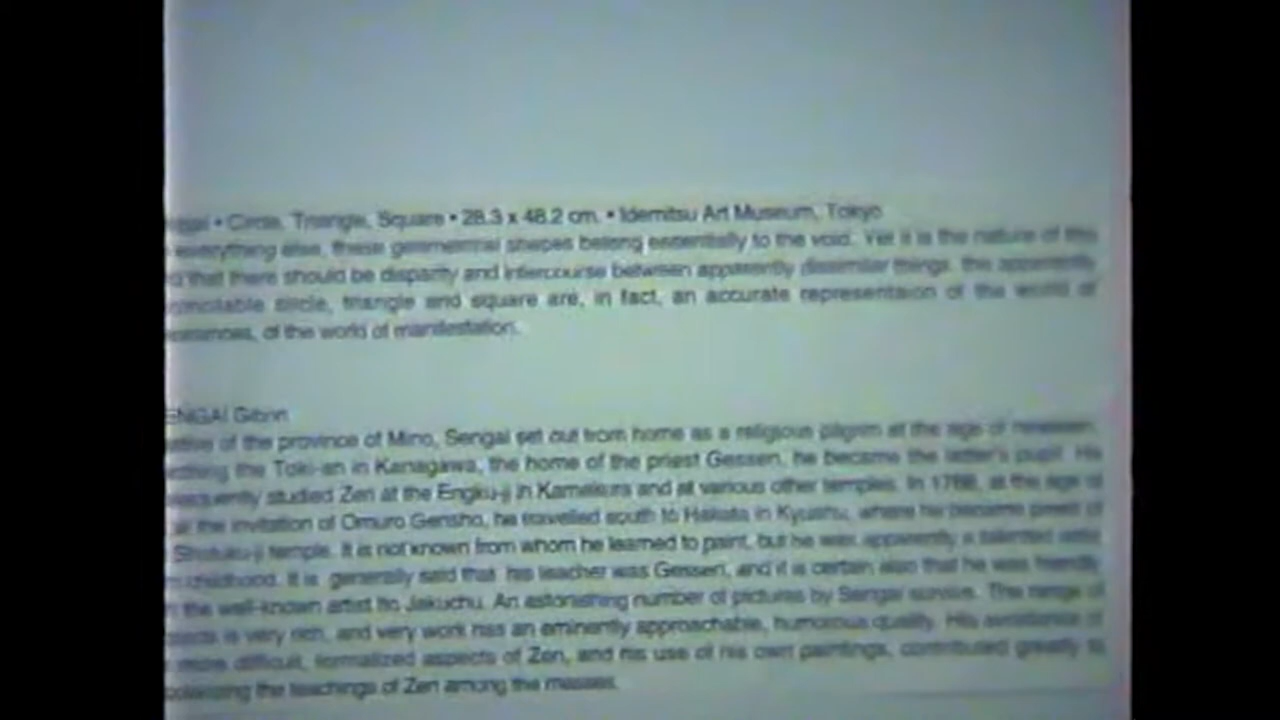 • Circle, Triangle, Square • 28.3 x 48.2 cm. • Idemitsu Art Museum, Tokyo
everything else, these geometrical shapes belong essentially to the void. Yet it is the nature of this
that there should be disparity and intercourse between apparently dissimilar things. the apparently
circle, triangle and square are, in fact, an accurate representaion of the world of
of the world of manifestation.
ENGAI Gibon
of the province of Mino, Sengai set out from home as a religious pilgrim at the age of nineteen.
the Toki-an in Kanagawa, the home of the priest Gessen, he became the latter's pupil. He
studied Zen at the Engku-ji in Kamakura and at various other temples. In at the age of
at the invitation of Omuro Gensho, he travelled south to Hakata in Kyushu, where he became priest of
temple. It is not known from whom he learned to paint, but he was apparently a talented
childhood. It is generally said that his teacher was Gessen, and it is certain also that he was friendly
the well-known artist Ito Jakuchu. An astonishing number of pictures by Sengai survive. The range of
is very rich, and very work has an eminently approachable, humorous quality. His avoidance of
more difficult, formalized aspects of Zen, and his use of his own paintings, contributed greatly to
the teachings of Zen among the masses.